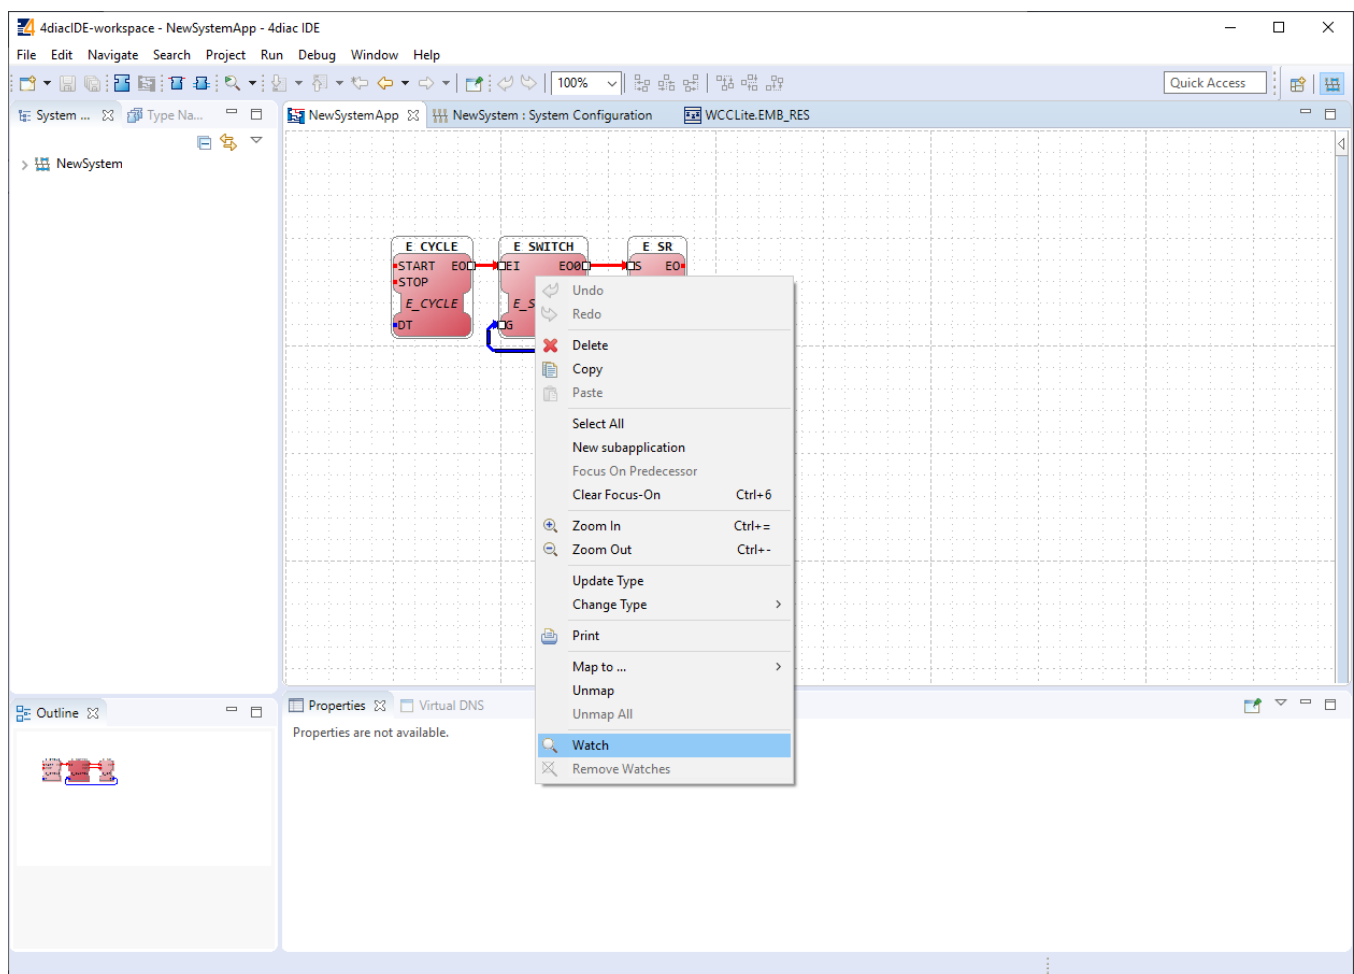 4diacIDE-workspace - NewSystemApp - 4diac IDE
File Edit Navigate Search Project Run Debug Window Help
100%
Quick Access
System ...
Type Na...
NewSystemApp
NewSystem : System Configuration
WCCLite.EMB_RES
NewSystem
E_CYCLE
E_SWITCH
E_SR
START EO
EI EO0
S EO
STOP
E_CYCLE
E_S
DT
G
Undo
Redo
Delete
Copy
Paste
Select All
New subapplication
Focus On Predecessor
Clear Focus-On Ctrl+6
Zoom In Ctrl+=
Zoom Out Ctrl+-
Update Type
Change Type
Print
Map to ...
Unmap
Unmap All
Watch
Remove Watches
Outline
Properties
Virtual DNS
Properties are not available.